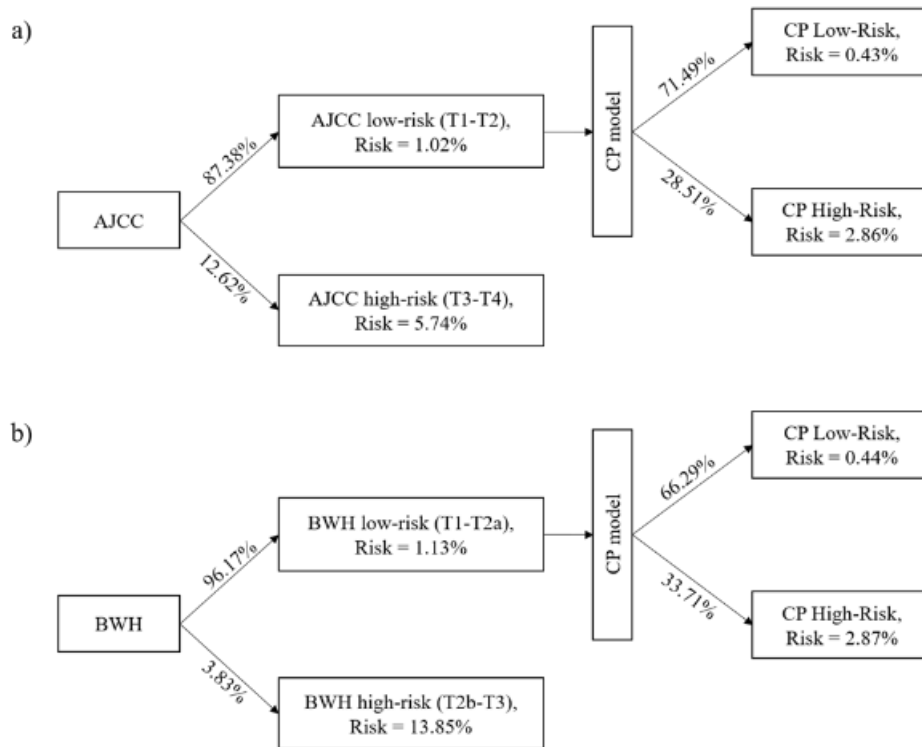 a)
AJCC
87.38%
12.62%
AJCC low-risk (T1-T2),
Risk = 1.02%
AJCC high-risk (T3-T4),
Risk = 5.74%
CP model
71.49%
28.51%
CP Low-Risk,
Risk = 0.43%
CP High-Risk,
Risk = 2.86%
b)
BWH
96.17%
3.83%
BWH low-risk (T1-T2a),
Risk = 1.13%
BWH high-risk (T2b-T3),
Risk = 13.85%
CP model
66.29%
33.71%
CP Low-Risk,
Risk = 0.44%
CP High-Risk,
Risk = 2.87%